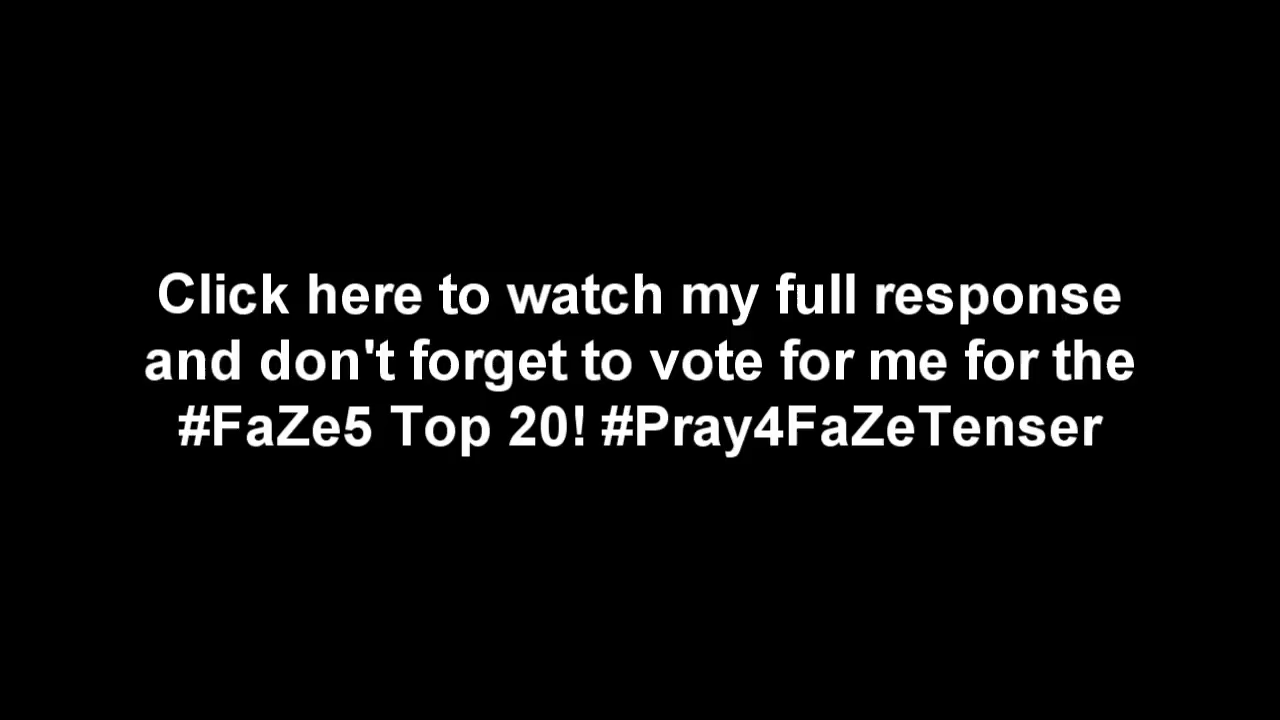 Click here to watch my full response
and don't forget to vote for me for the
#FaZe5 Top 20! #Pray4FaZeTenser